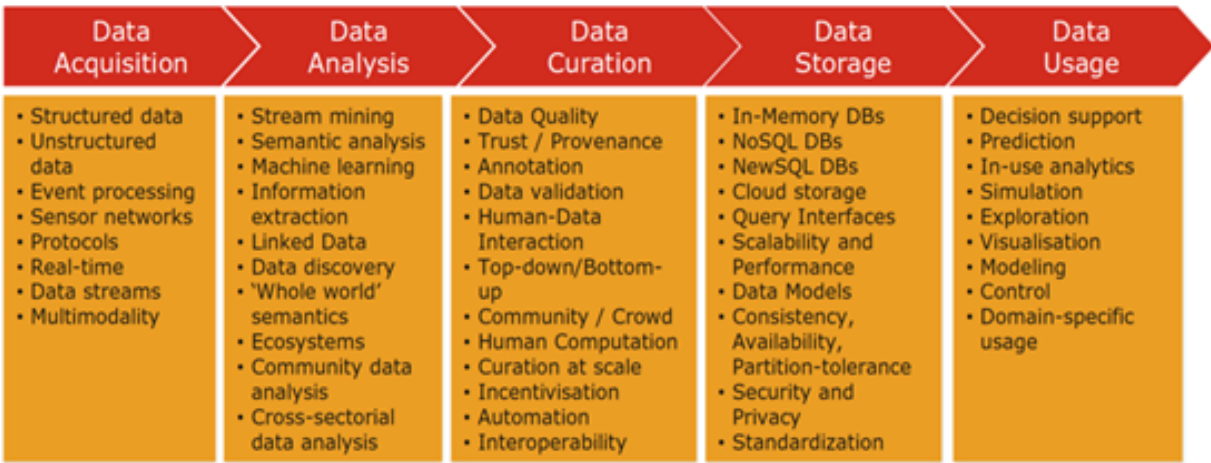 Data
Acquisition
Data
Analysis
Data
Curation
Data
Storage
Data
Usage
• Structured data
• Unstructured
data
• Event processing
• Sensor networks
• Protocols
• Real-time
• Data streams
• Multimodality
• Stream mining
• Semantic analysis
• Machine learning
• Information
extraction
• Linked Data
• Data discovery
• ‘Whole world’
semantics
• Ecosystems
• Community data
analysis
• Cross-sectorial
data analysis
• Data Quality
• Trust / Provenance
• Annotation
• Data validation
• Human-Data
Interaction
• Top-down/Bottom-
up
• Community / Crowd
• Human Computation
• Curation at scale
• Incentivisation
• Automation
• Interoperability
• In-Memory DBs
• NoSQL DBs
• NewSQL DBs
• Cloud storage
• Query Interfaces
• Scalability and
Performance
• Data Models
• Consistency,
Availability,
Partition-tolerance
• Security and
Privacy
• Standardization
• Decision support
• Prediction
• In-use analytics
• Simulation
• Exploration
• Visualisation
• Modeling
• Control
• Domain-specific
usage